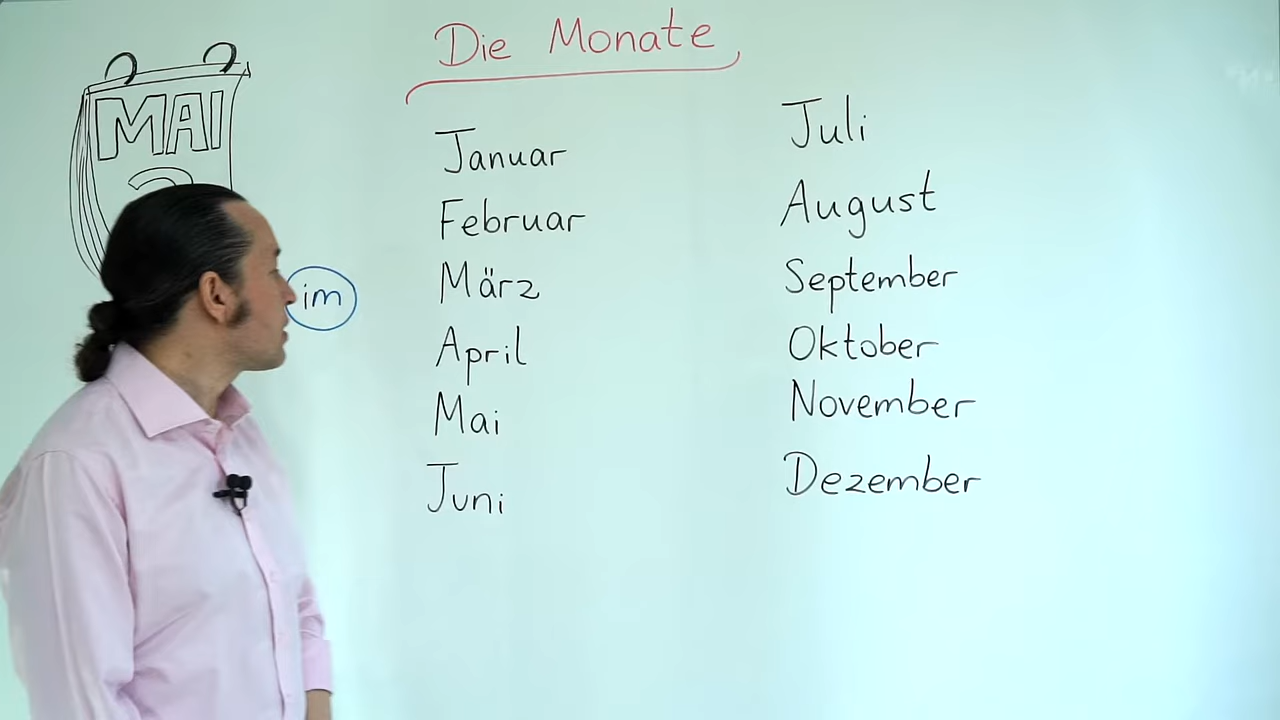 Die Monate
MAI
im
Januar
Februar
März
April
Mai
Juni
Juli
August
September
Oktober
November
Dezember